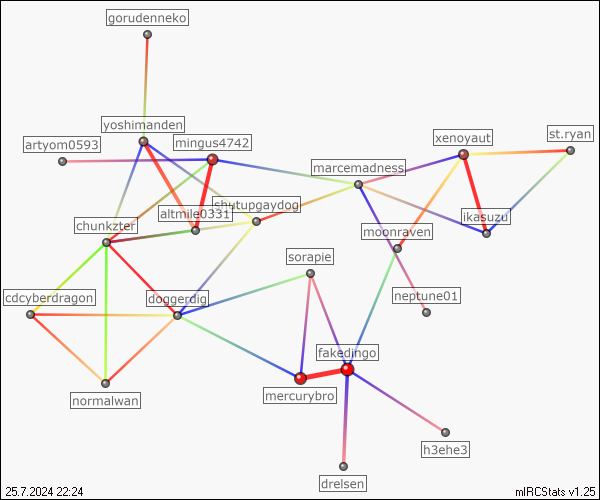 gorudenneko
yoshimanden
artyom0593
mingus4742
xenoyaut
st.ryan
marcemadness
shutupgaydog
altmile0331
ikasuzu
chunkzter
moonraven
sorapie
cdcyberdragon
doggerdig
neptune01
fakedingo
normalwan
mercurybro
h3ehe3
drelsen
25.7.2024 22:24
mIRCStats v1.25